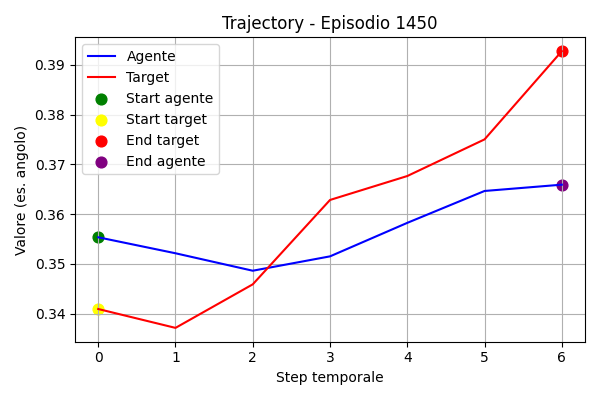 Trajectory - Episodio 1450
Agente
Target
Start agente
Start target
End target
End agente
Valore (es. angolo)
0.39
0.38
0.37
0.36
0.35
0.34
0 1 2 3 4 5 6
Step temporale